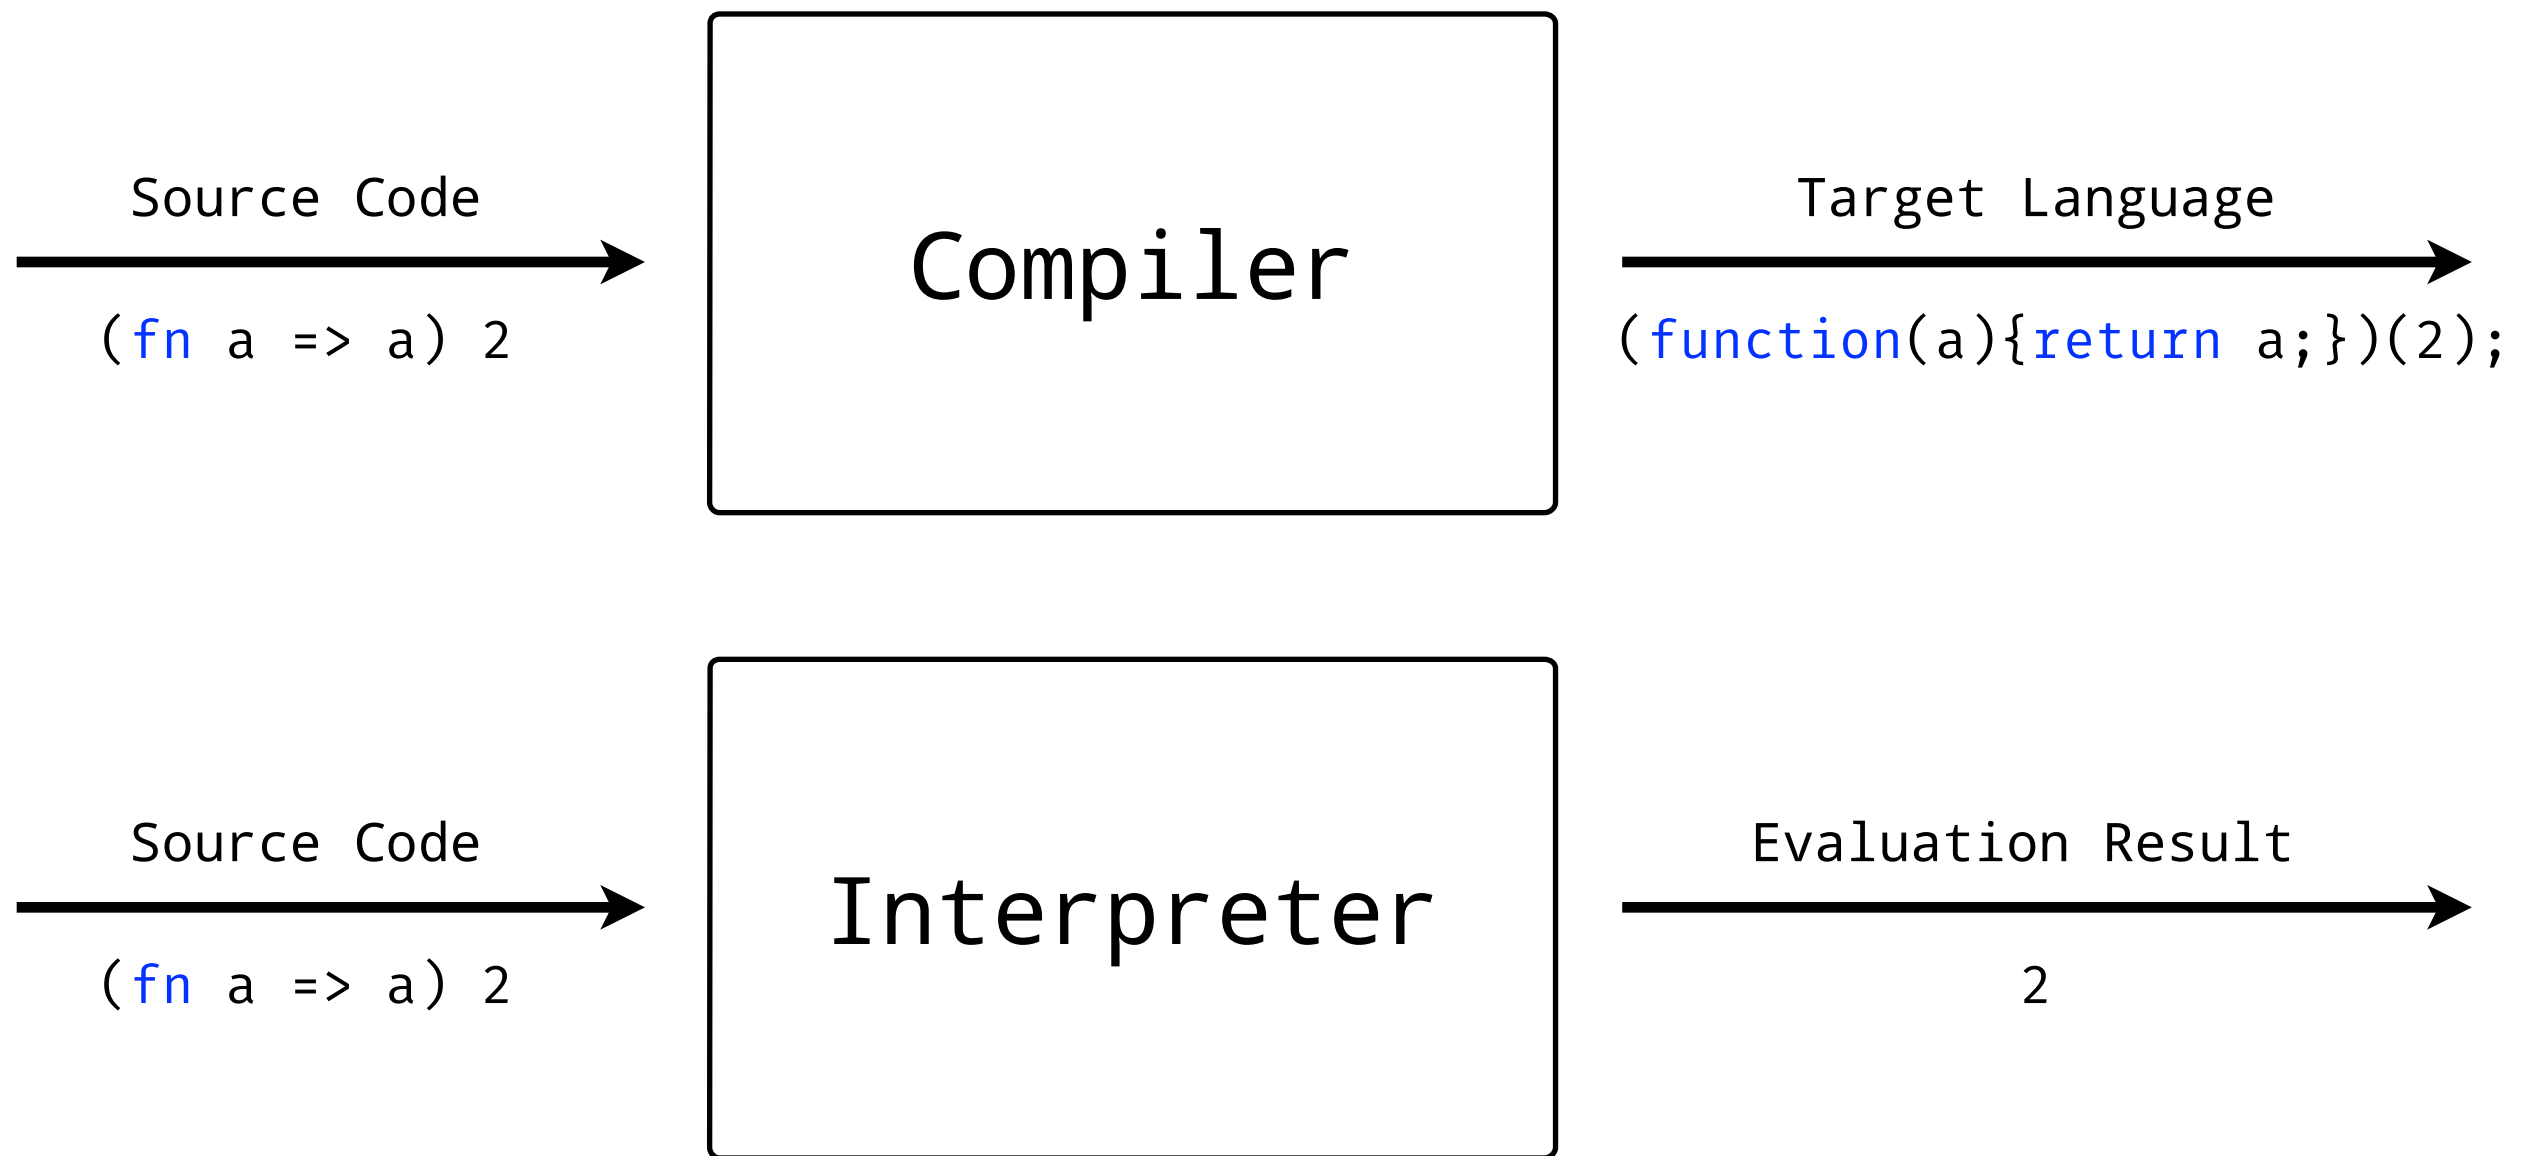 Source Code
(fn a => a) 2
Compiler
Target Language
(function(a){return a;})(2);
Source Code
(fn a => a) 2
Interpreter
Evaluation Result
2